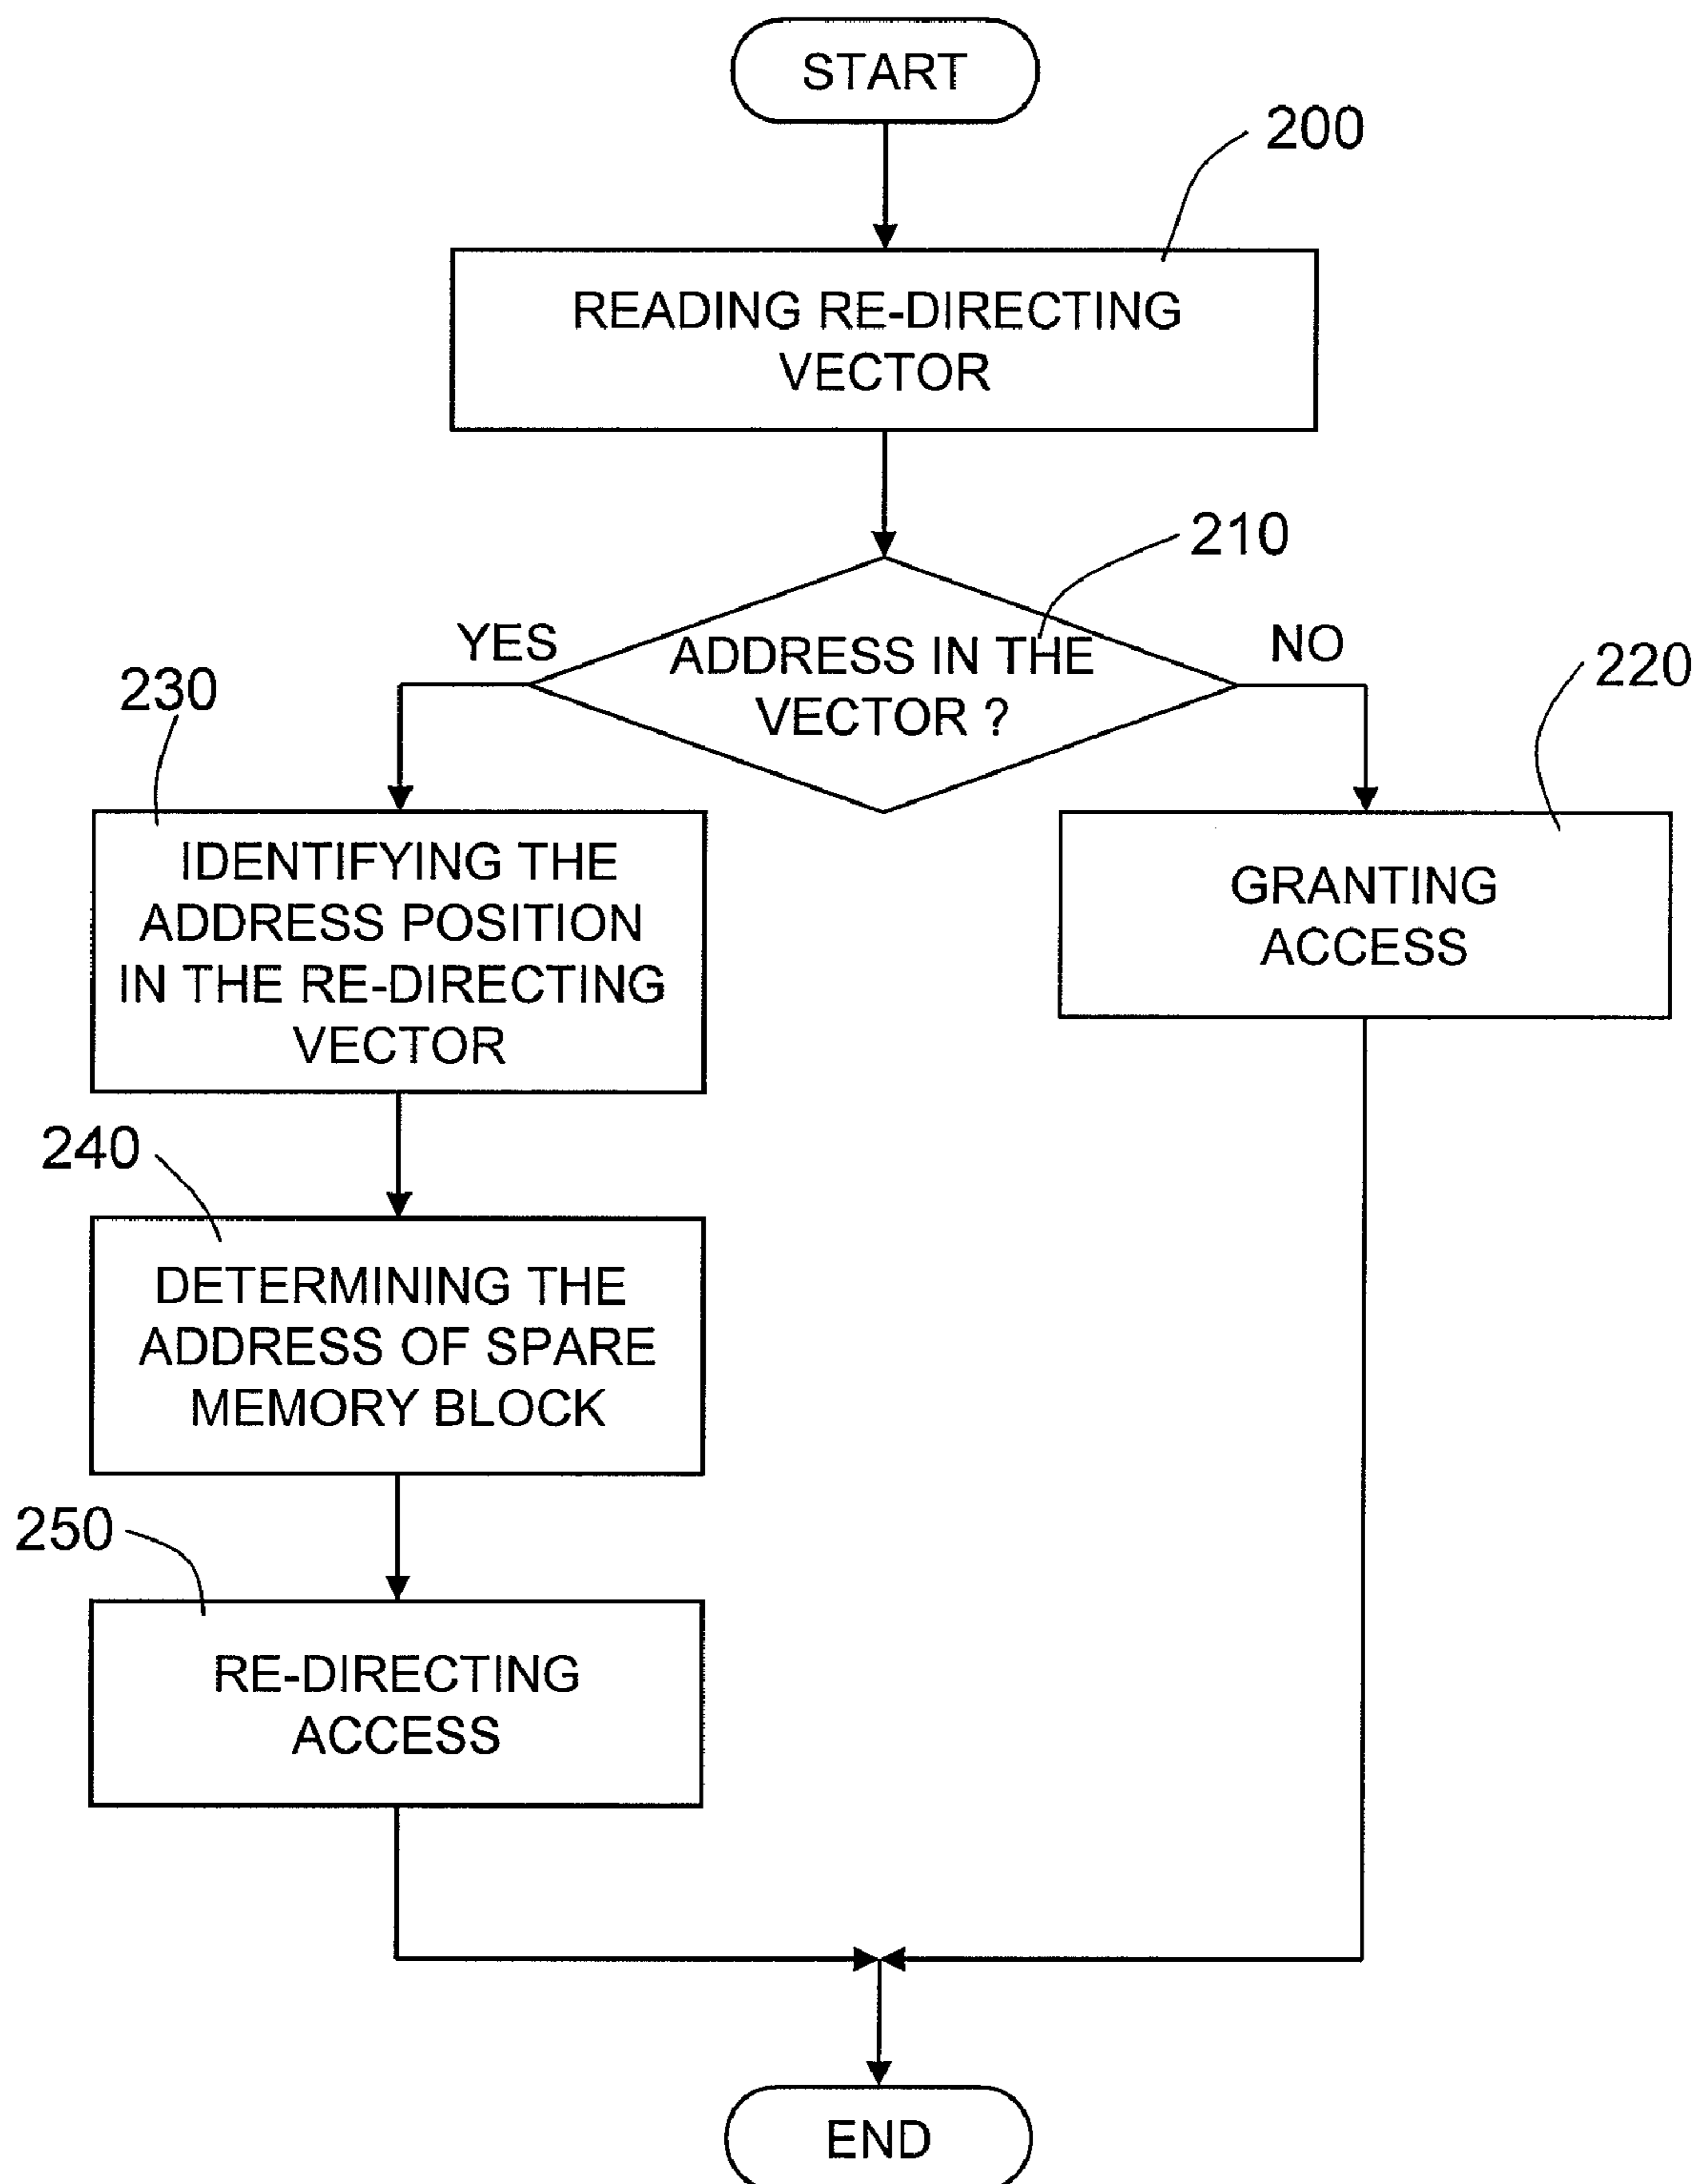 START
200
READING RE-DIRECTING
VECTOR
210
YES
ADDRESS IN THE
VECTOR ?
NO
220
230
IDENTIFYING THE
ADDRESS POSITION
IN THE RE-DIRECTING
VECTOR
GRANTING
ACCESS
240
DETERMINING THE
ADDRESS OF SPARE
MEMORY BLOCK
250
RE-DIRECTING
ACCESS
END